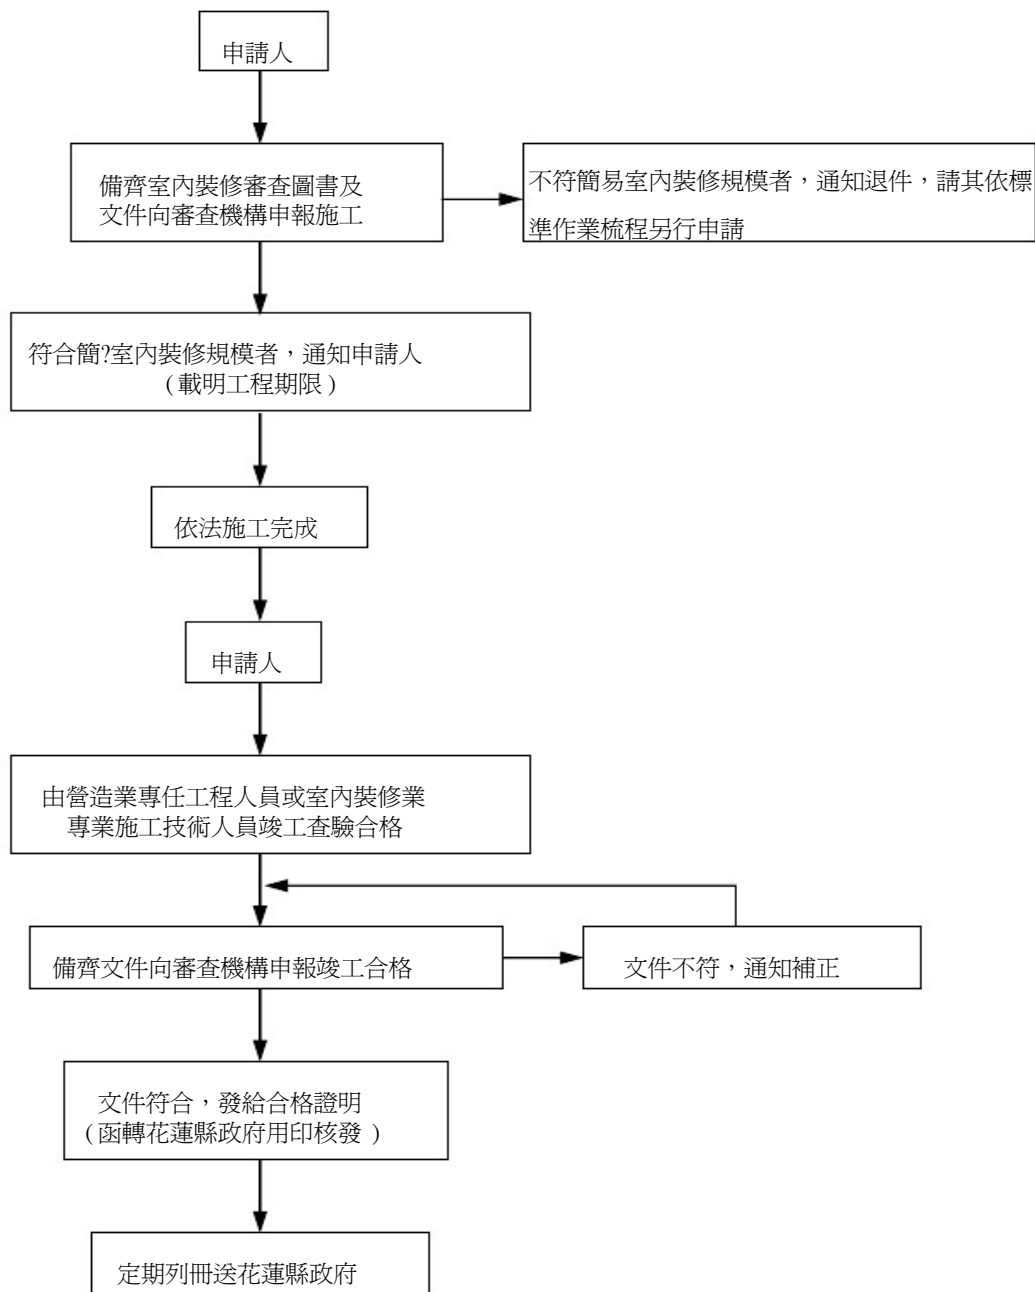 申請人
備齊室內裝修審查圖書及
文件向審查機構申報施工
不符簡易室內裝修規模者，通知退件，請其依標
準作業流程另行申請
符合簡?室內裝修規模者，通知申請人
(載明工程期限)
依法施工完成
申請人
由營造業專任工程人員或室內裝修業
專業施工技術人員竣工查驗合格
備齊文件向審查機構申報竣工合格
文件不符，通知補正
文件符合，發給合格證明
(函轉花蓮縣政府用印核發)
定期列冊送花蓮縣政府